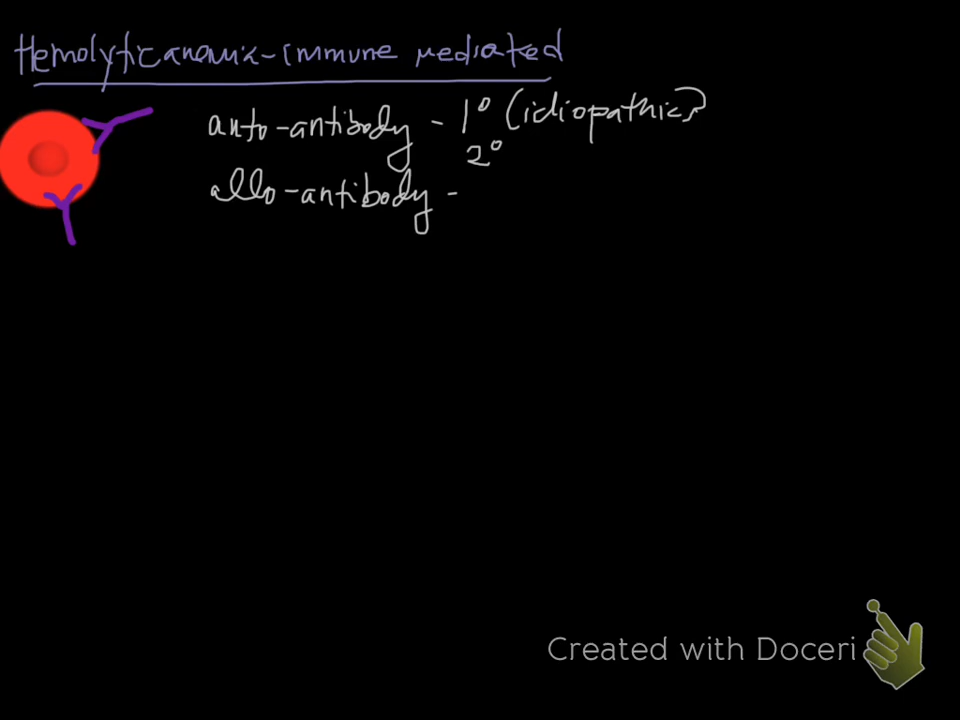 Hemolytic anemia - immune mediated
auto-antibody - 1° (idiopathic)
2°
allo-antibody -
Created with Doceri